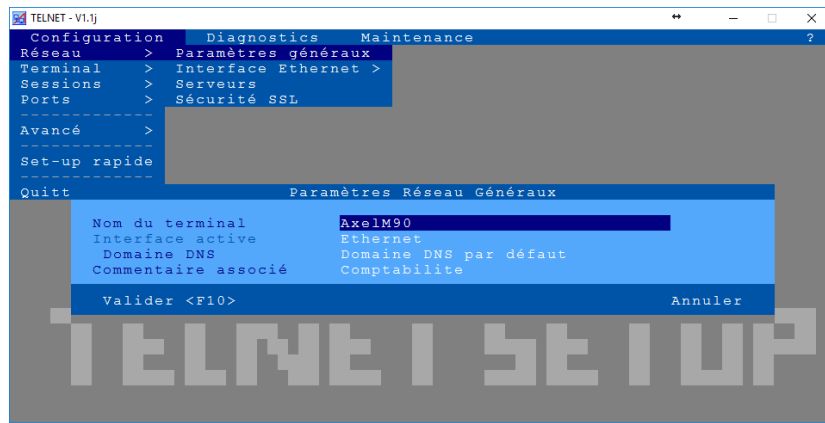 TELNET - V1.1j
Configuration Diagnostics Maintenance ?
Réseau > Paramètres généraux
Terminal > Interface Ethernet >
Sessions > Serveurs
Ports > Sécurité SSL
-------------
Avancé >
-------------
Set-up rapide
-------------
Quitt Paramètres Réseau Généraux
Nom du terminal AxelM90
Interface active Ethernet
Domaine DNS Domaine DNS par défaut
Commentaire associé Comptabilite
Valider <F10> Annuler
TELNET SETUP